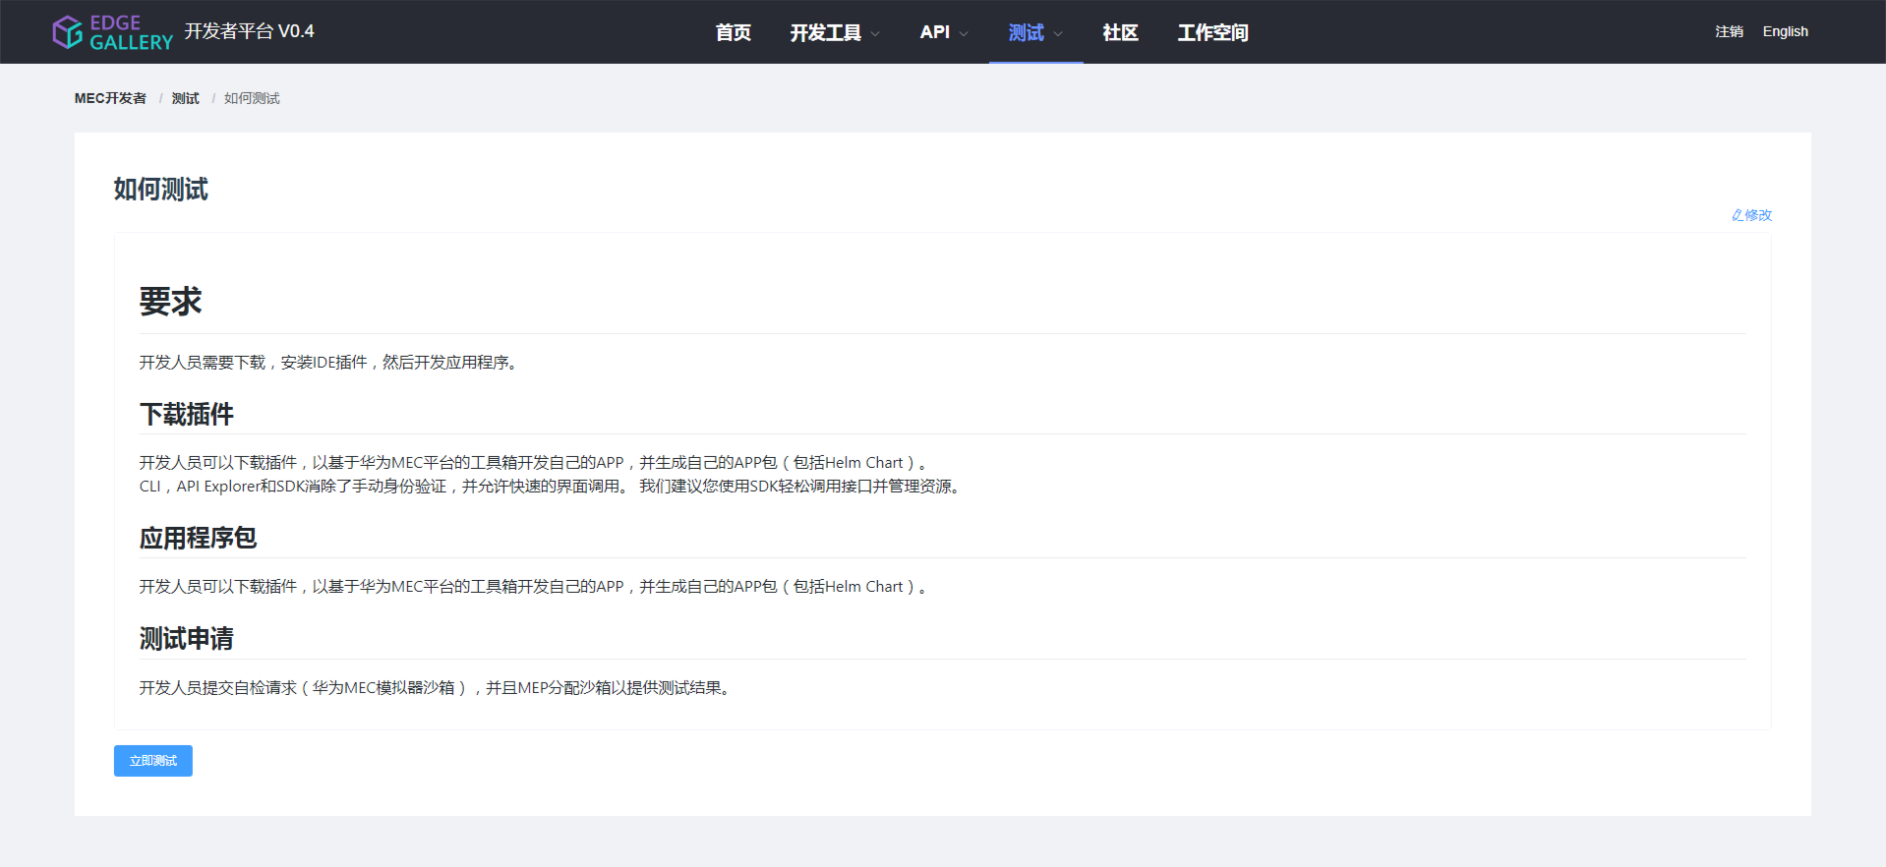 EDGE
GALLERY
开发者平台 V0.4
首页
开发工具
API
测试
社区
工作空间
注销
English
MEC开发者 / 测试 / 如何测试
如何测试
修改
要求
开发人员需要下载，安装IDE插件，然后开发应用程序。
下载插件
开发人员可以下载插件，以基于华为MEC平台的工具箱开发自己的APP，并生成自己的APP包（包括Helm Chart）。
CLI，API Explorer和SDK消除了手动身份验证，并允许快速的界面调用。 我们建议您使用SDK轻松调用接口并管理资源。
应用程序包
开发人员可以下载插件，以基于华为MEC平台的工具箱开发自己的APP，并生成自己的APP包（包括Helm Chart）。
测试申请
开发人员提交自检请求（华为MEC模拟器沙箱），并且MEP分配沙箱以提供测试结果。
立即测试